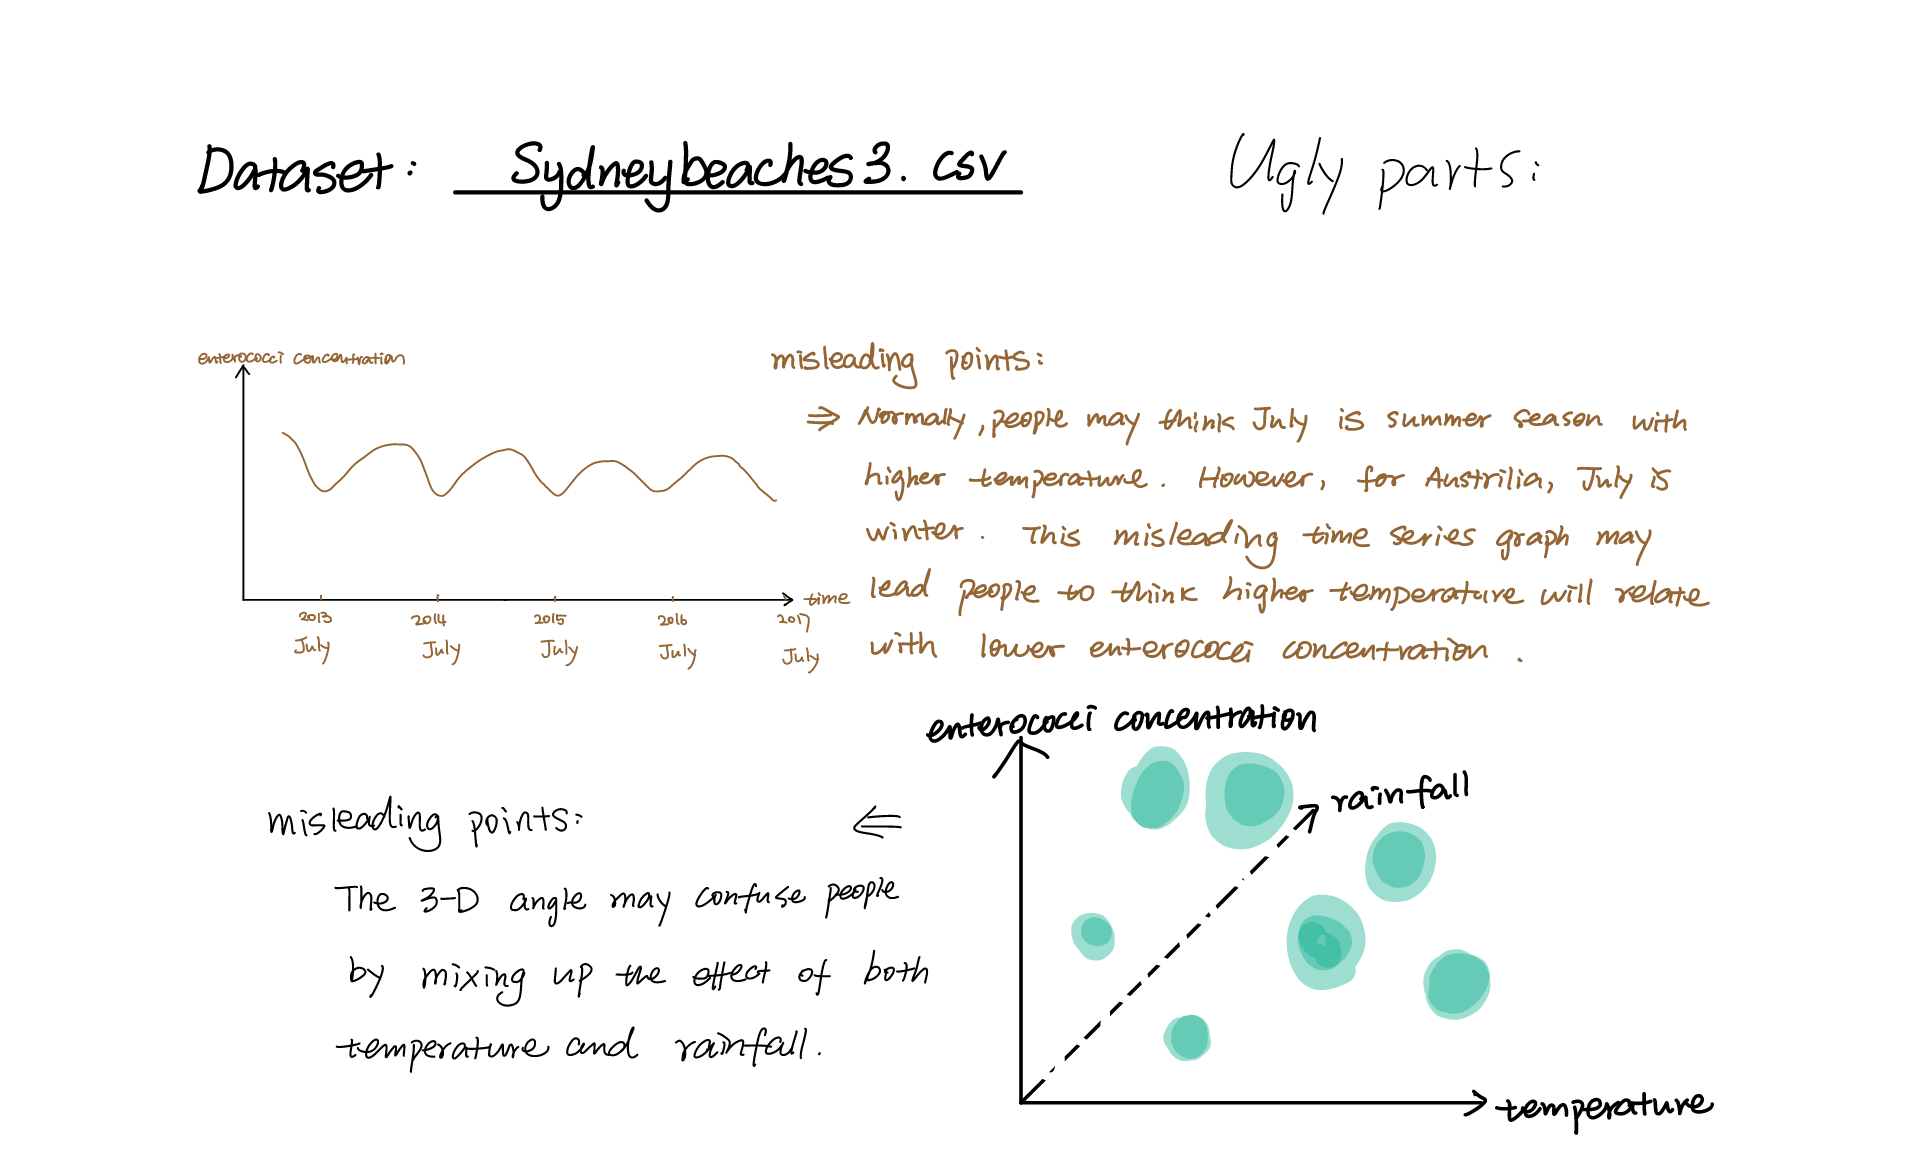 Dataset: Sydneybeaches3.csv
Ugly parts:
enterococci concentration
2013 2014 2015 2016 2017
July July July July July
time
misleading points:
⇒ Normally, people may think July is summer season with
higher temperature. However, for Austrilia, July is
winter. This misleading time series graph may
lead people to think higher temperature will relate
with lower enterococci concentration.
misleading points:
⇐
The 3-D angle may confuse people
by mixing up the effect of both
temperature and rainfall.
enterococci concentration
rainfall
temperature